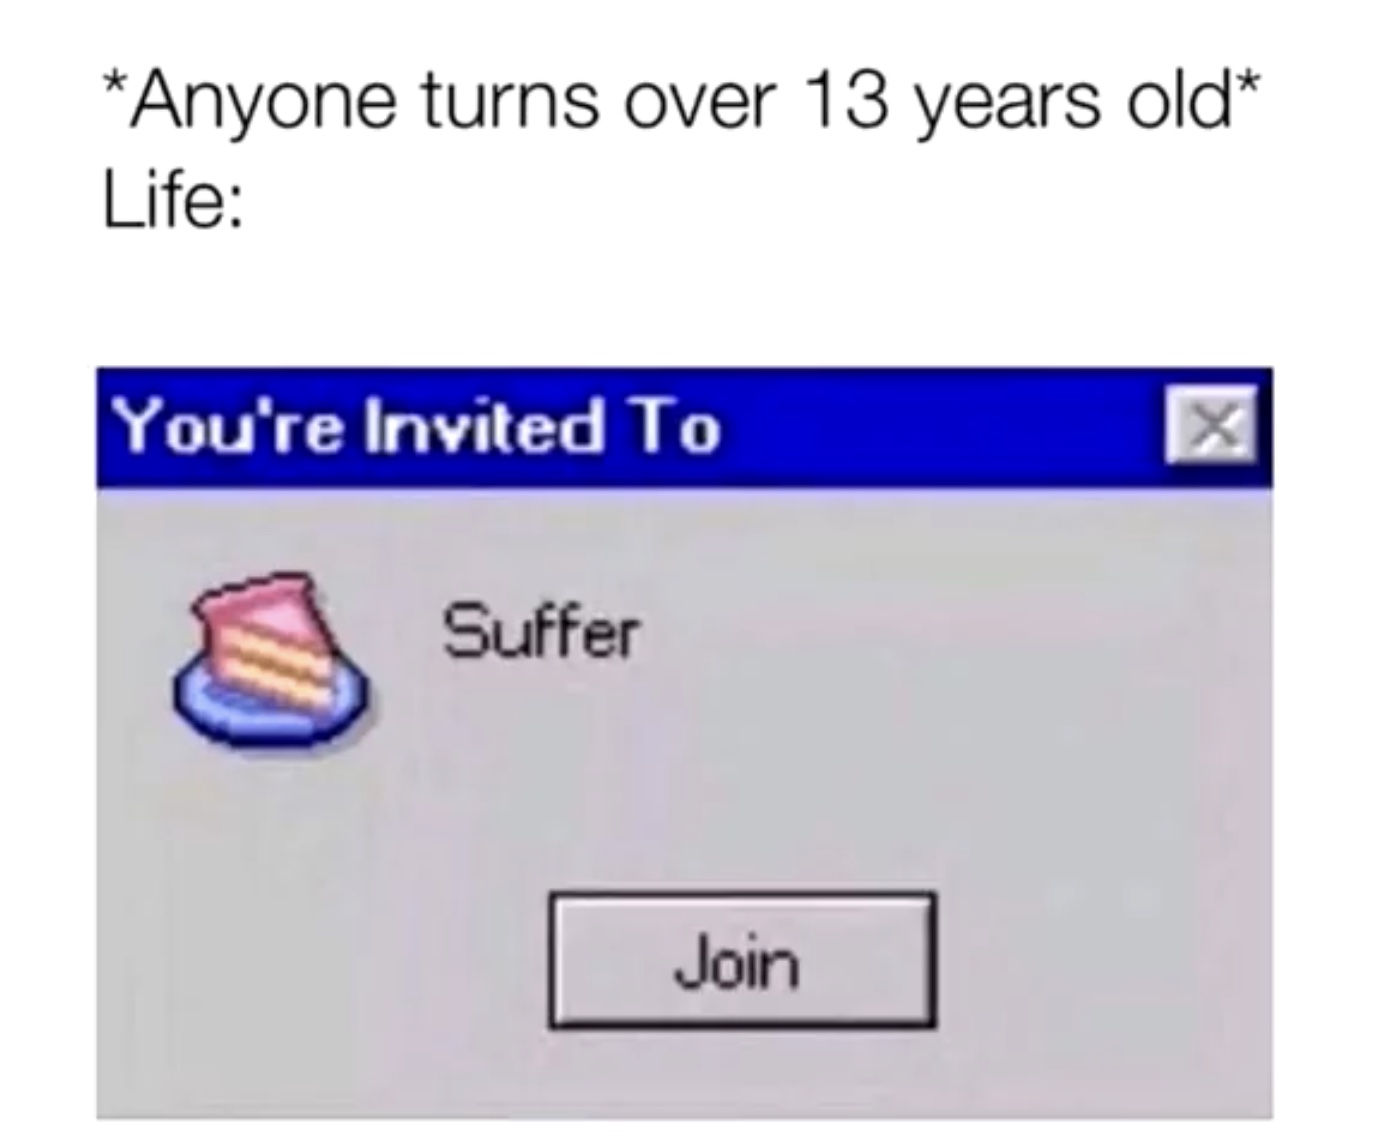 *Anyone turns over 13 years old*
Life:
You're Invited To
Suffer
Join